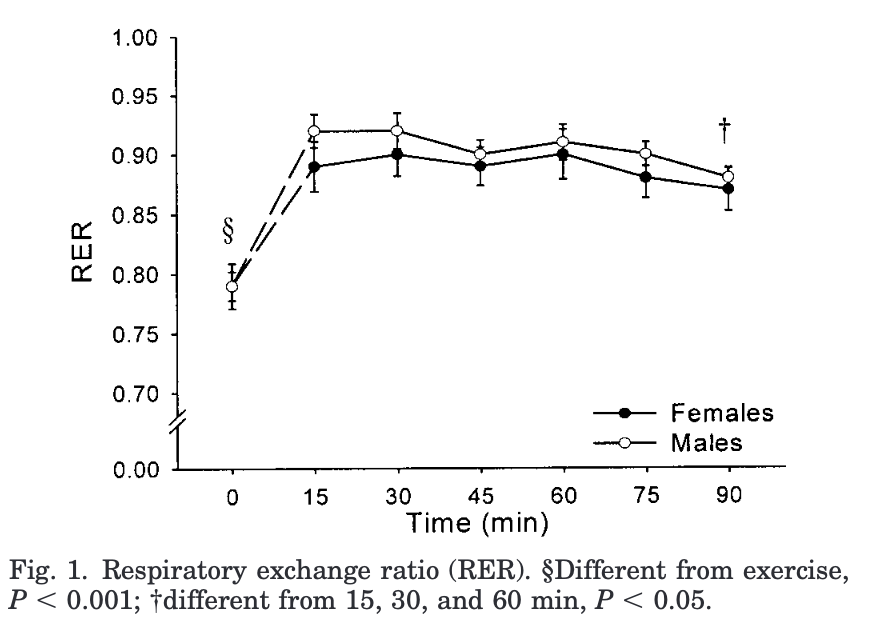 1.00
0.95
†
0.90
0.85
§
RER
0.80
0.75
0.70
Females
Males
0.00
0 15 30 45 60 75 90
Time (min)
Fig. 1. Respiratory exchange ratio (RER). §Different from exercise,
P < 0.001; †different from 15, 30, and 60 min, P < 0.05.